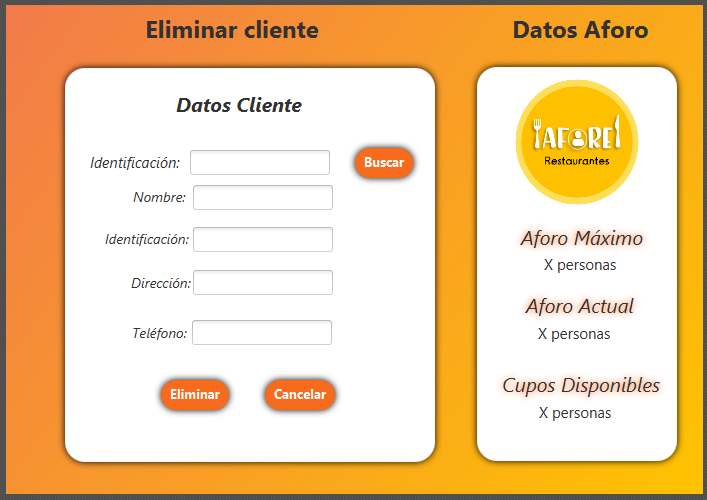 Eliminar cliente
Datos Cliente
Identificación:
Buscar
Nombre:
Identificación:
Dirección:
Teléfono:
Eliminar
Cancelar
Datos Aforo
AFORE
Restaurantes
Aforo Máximo
X personas
Aforo Actual
X personas
Cupos Disponibles
X personas